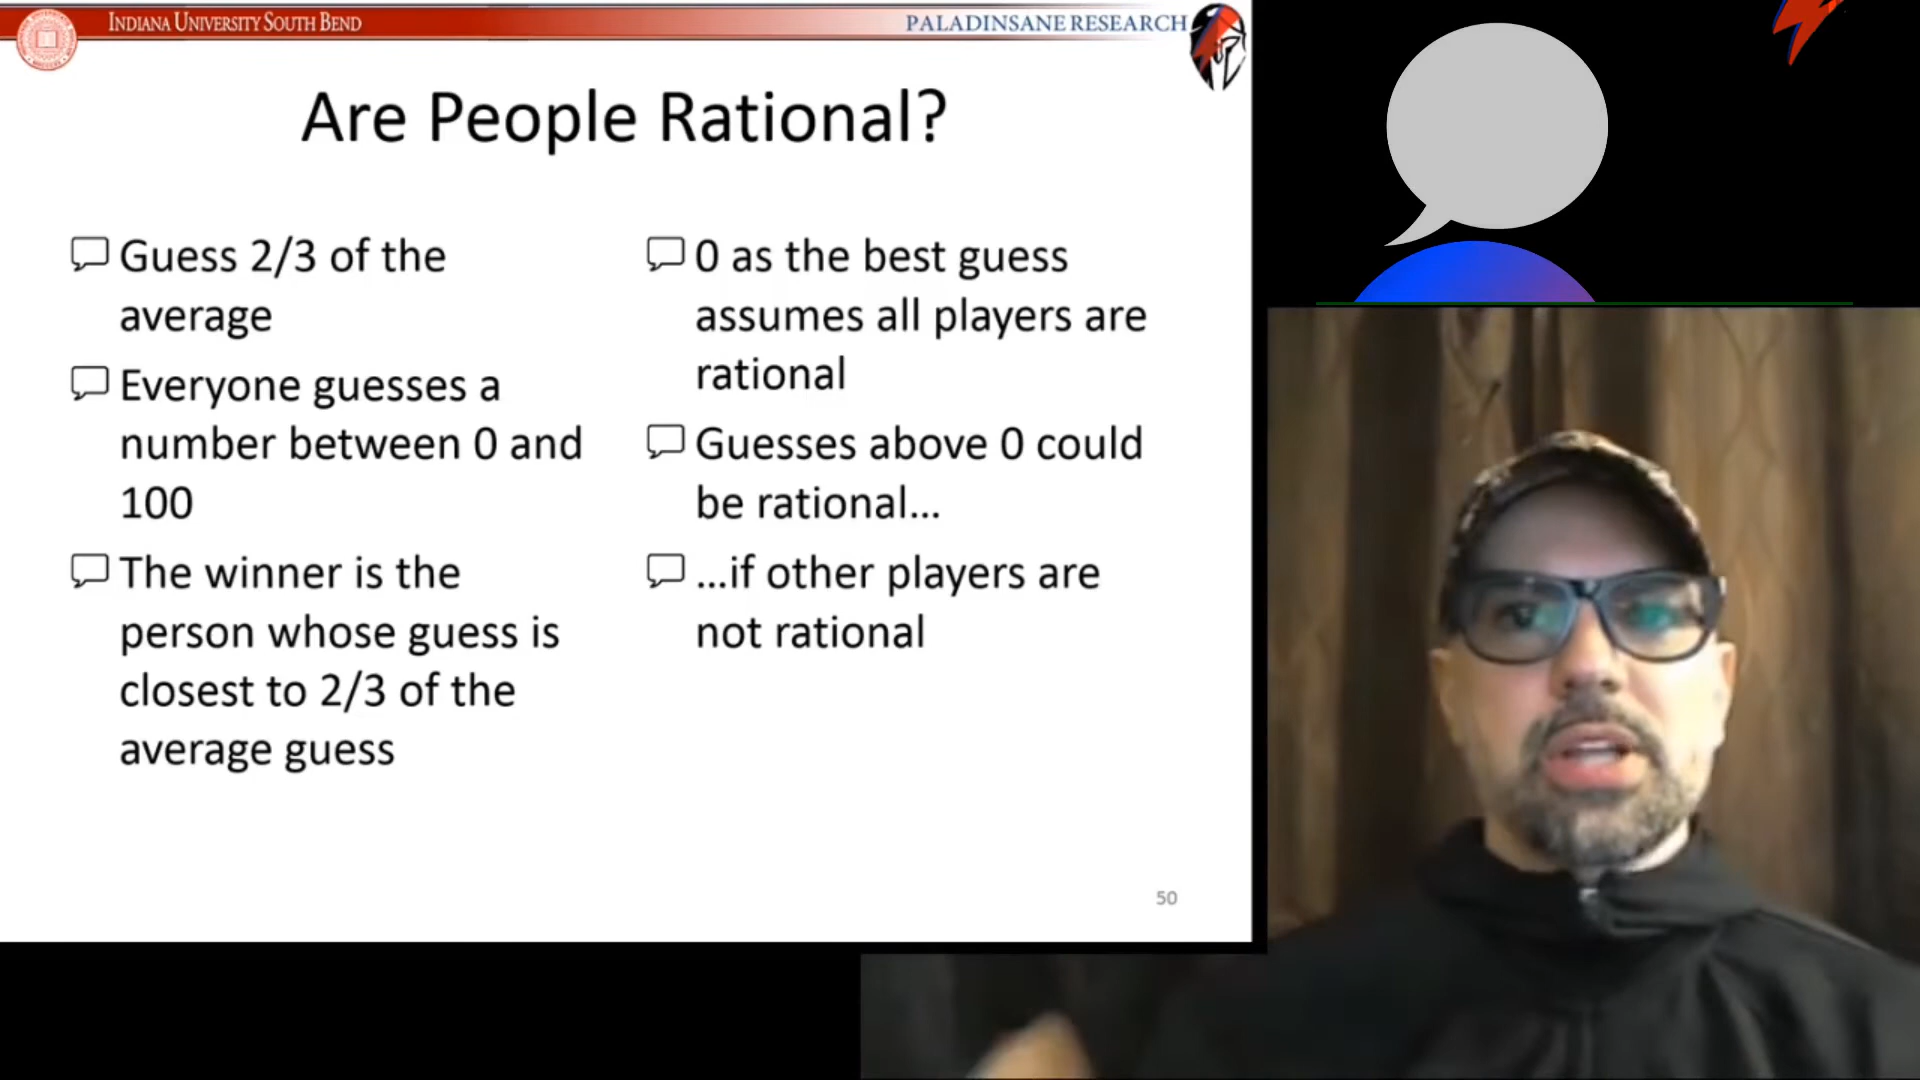 INDIANA UNIVERSITY SOUTH BEND
PALADINSANE RESEARCH
Are People Rational?
Guess 2/3 of the
average
Everyone guesses a
number between 0 and
100
The winner is the
person whose guess is
closest to 2/3 of the
average guess
0 as the best guess
assumes all players are
rational
Guesses above 0 could
be rational...
...if other players are
not rational
50